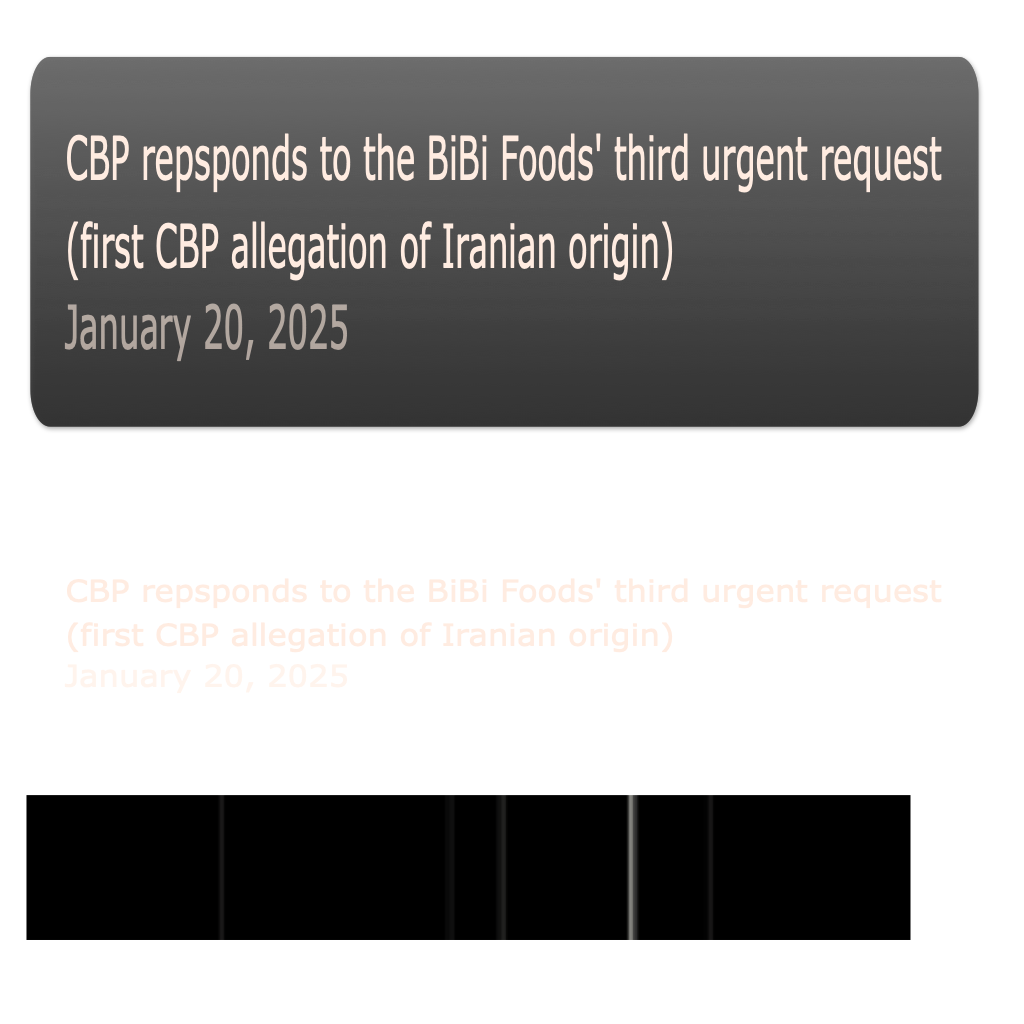 CBP repsponds to the BiBi Foods' third urgent request
(first CBP allegation of Iranian origin)
January 20, 2025
CBP repsponds to the BiBi Foods' third urgent request
(first CBP allegation of Iranian origin)
January 20, 2025